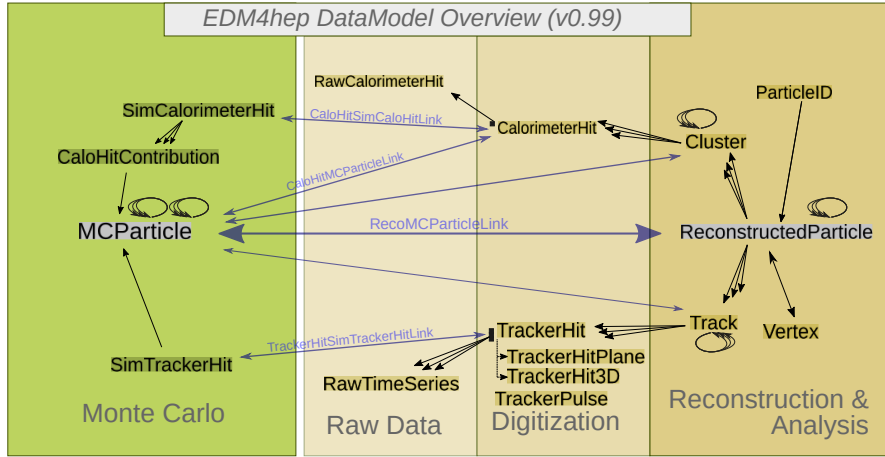 EDM4hep DataModel Overview (v0.99)
RawCalorimeterHit
ParticleID
SimCalorimeterHit
CaloHitSimCaloHitLink
CalorimeterHit
Cluster
CaloHitContribution
CaloHitMCParticleLink
MCParticle
RecoMCParticleLink
ReconstructedParticle
TrackerHitSimTrackerHitLink
TrackerHit
Track
Vertex
SimTrackerHit
TrackerHitPlane
RawTimeSeries
TrackerHit3D
TrackerPulse
Monte Carlo
Raw Data
Digitization
Reconstruction &
Analysis